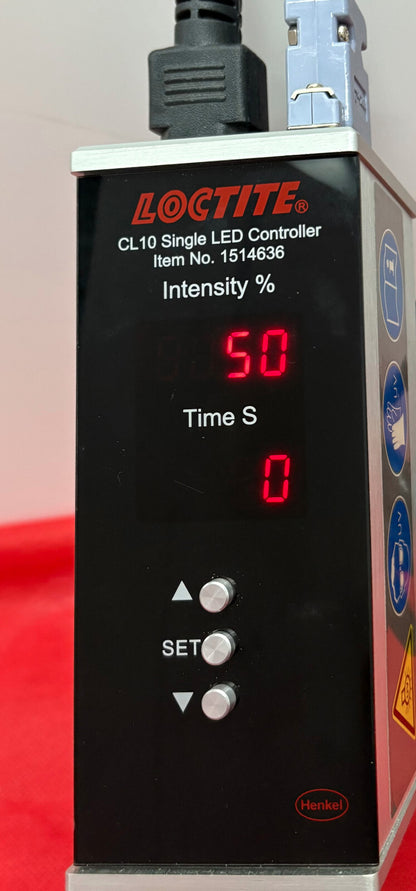 LOCTITE®
CL10 Single LED Controller
Item No. 1514636
Intensity %
50
Time S
0
▲
SET
▼
Henkel